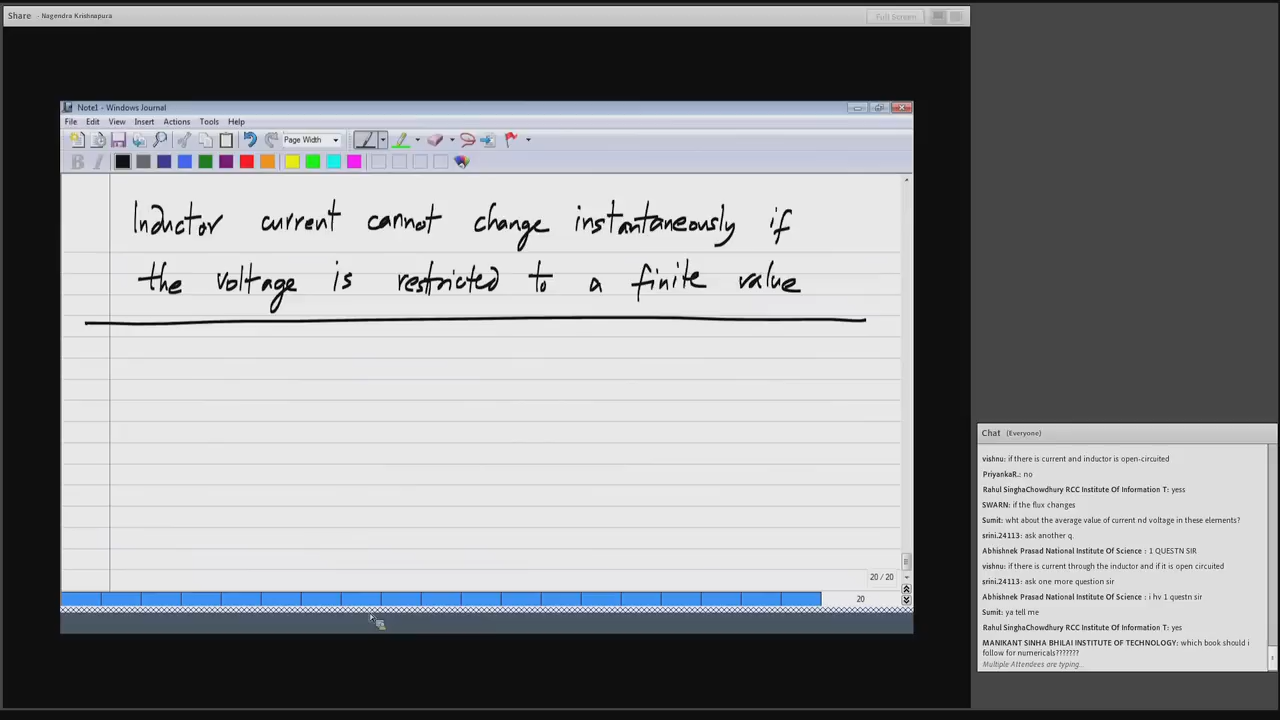 Share - Nagendra Krishnapura
Full Screen
Note1 - Windows Journal
File Edit View Insert Actions Tools Help
Page Width
B I
Inductor current cannot change instantaneously if
the voltage is restricted to a finite value
20 / 20
20
Chat (Everyone)
vishnu: if there is current and inductor is open-circuited
PriyankaR.: no
Rahul SinghaChowdhury RCC Institute Of Information T: yess
SWARN: if the flux changes
Sumit: wht about the average value of current nd voltage in these elements?
srini.24113: ask another q.
Abhishnek Prasad National Institute Of Science : 1 QUESTN SIR
vishnu: if there is current through the inductor and if it is open circuited
srini.24113: ask one more question sir
Abhishnek Prasad National Institute Of Science : i hv 1 questn sir
Sumit: ya tell me
Rahul SinghaChowdhury RCC Institute Of Information T: yes
MANIKANT SINHA BHILAI INSTITUTE OF TECHNOLOGY: which book should i
follow for numericals???????
Multiple Attendees are typing..